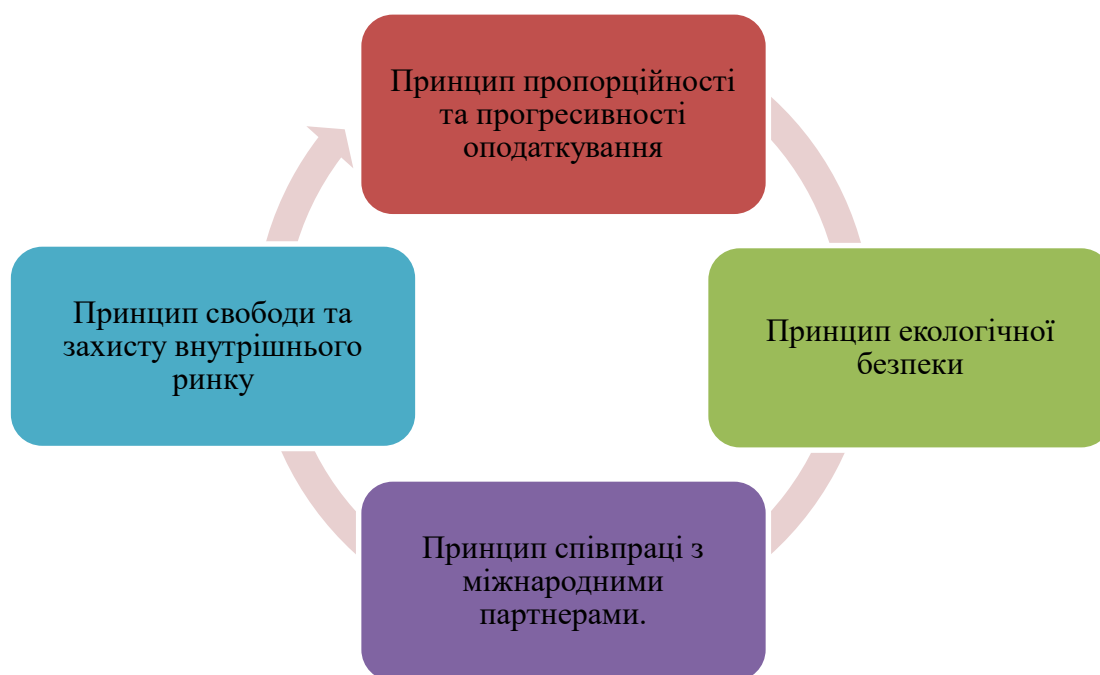 Принцип пропорційності
та прогресивності
оподаткування
Принцип екологічної
безпеки
Принцип співпраці з
міжнародними
партнерами.
Принцип свободи та
захисту внутрішнього
ринку